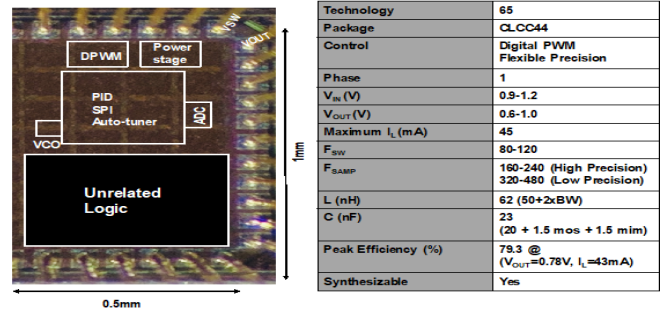 VSW
VOUT
DPWM
Power
stage
PID
SPI
Auto-tuner
ADC
VCO
Unrelated
Logic
1mm
0.5mm
Technology 65
Package CLCC44
Control Digital PWM
Flexible Precision
Phase 1
VIN (V) 0.9-1.2
VOUT (V) 0.6-1.0
Maximum IL (mA) 45
FSW 80-120
FSAMP 160-240 (High Precision)
320-480 (Low Precision)
L (nH) 62 (50+2xBW)
C (nF) 23
(20 + 1.5 mos + 1.5 mim)
Peak Efficiency (%) 79.3 @
(VOUT=0.78V, IL=43mA)
Synthesizable Yes